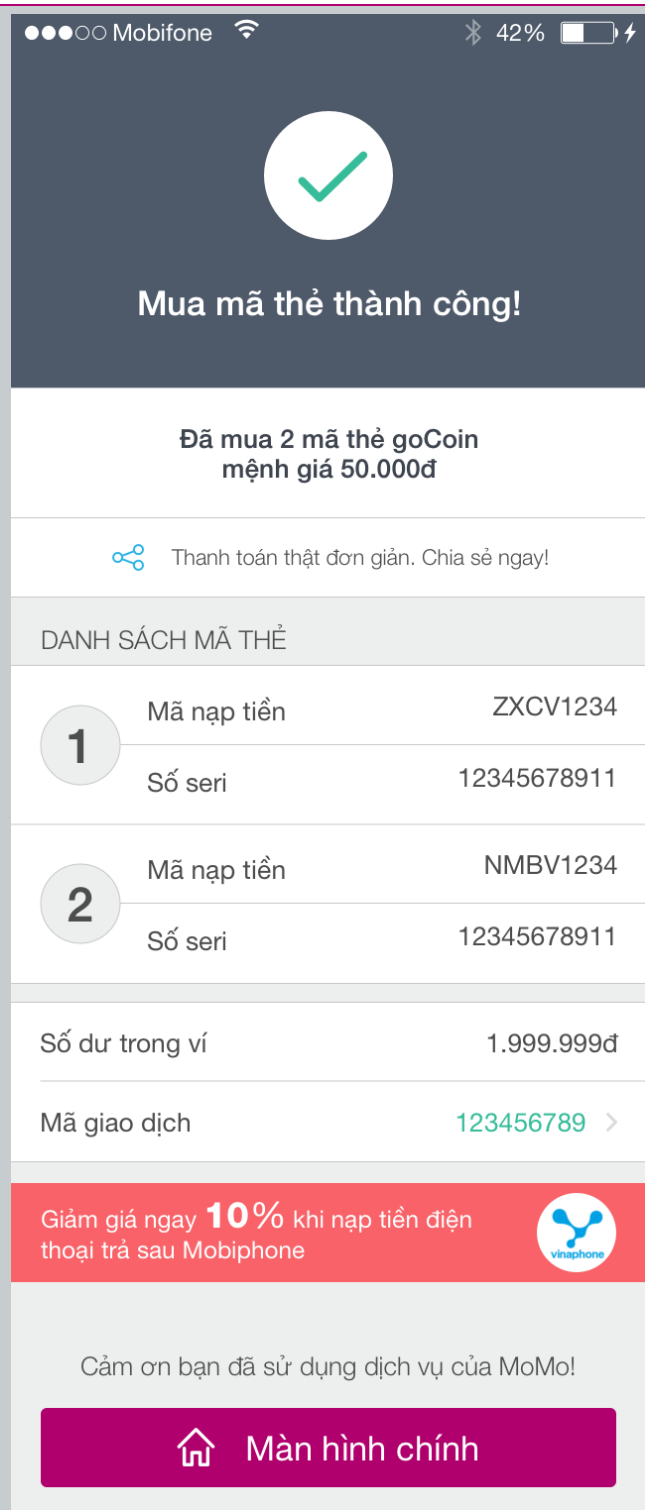 Mobifone 42%
Mua mã thẻ thành công!
Đã mua 2 mã thẻ goCoin
mệnh giá 50.000đ
Thanh toán thật đơn giản. Chia sẻ ngay!
DANH SÁCH MÃ THẺ
1
Mã nạp tiền ZXCV1234
Số seri 12345678911
2
Mã nạp tiền NMBV1234
Số seri 12345678911
Số dư trong ví 1.999.999đ
Mã giao dịch 123456789
Giảm giá ngay 10% khi nạp tiền điện
thoại trả sau Mobiphone
vinaphone
Cảm ơn bạn đã sử dụng dịch vụ của MoMo!
Màn hình chính